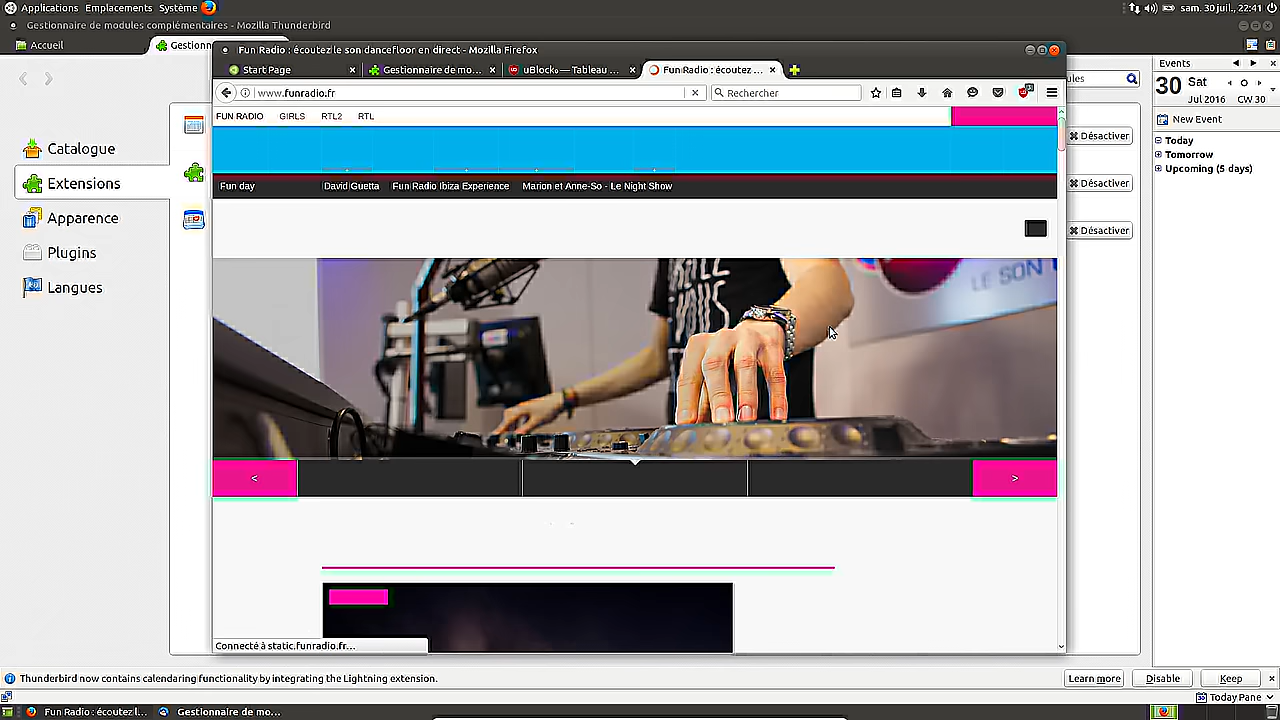 Applications Emplacements Système
sam. 30 juil., 22:41
Gestionnaire de modules complémentaires - Mozilla Thunderbird
Accueil
Gestionn
Fun Radio : écoutez le son dancefloor en direct - Mozilla Firefox
Start Page
Gestionnaire de mo...
uBlock₀ — Tableau ...
Fun Radio : écoutez ...
www.funradio.fr
Rechercher
FUN RADIO GIRLS RTL2 RTL
Fun day David Guetta Fun Radio Ibiza Experience Marion et Anne-So - Le Night Show
LE SON
< >
Connecté à static.funradio.fr...
Catalogue
Extensions
Apparence
Plugins
Langues
ules
Désactiver
Désactiver
Désactiver
Events
30 Sat
Jul 2016 CW 30
New Event
Today
Tomorrow
Upcoming (5 days)
Thunderbird now contains calendaring functionality by integrating the Lightning extension.
Learn more Disable Keep
30 Today Pane
Fun Radio : écoutez l... Gestionnaire de mo...